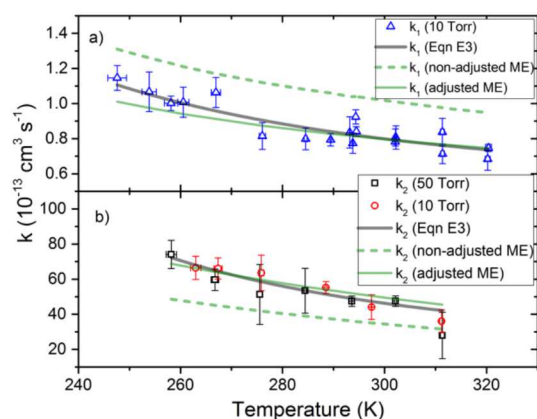 a)
k₁ (10 Torr)
k₁ (Eqn E3)
k₁ (non-adjusted ME)
k₁ (adjusted ME)
1.4
1.2
1.0
0.8
0.6
k (10⁻¹³ cm³ s⁻¹)
b)
k₂ (50 Torr)
k₂ (10 Torr)
k₂ (Eqn E3)
k₂ (non-adjusted ME)
k₂ (adjusted ME)
100
80
60
40
20
240 260 280 300 320
Temperature (K)